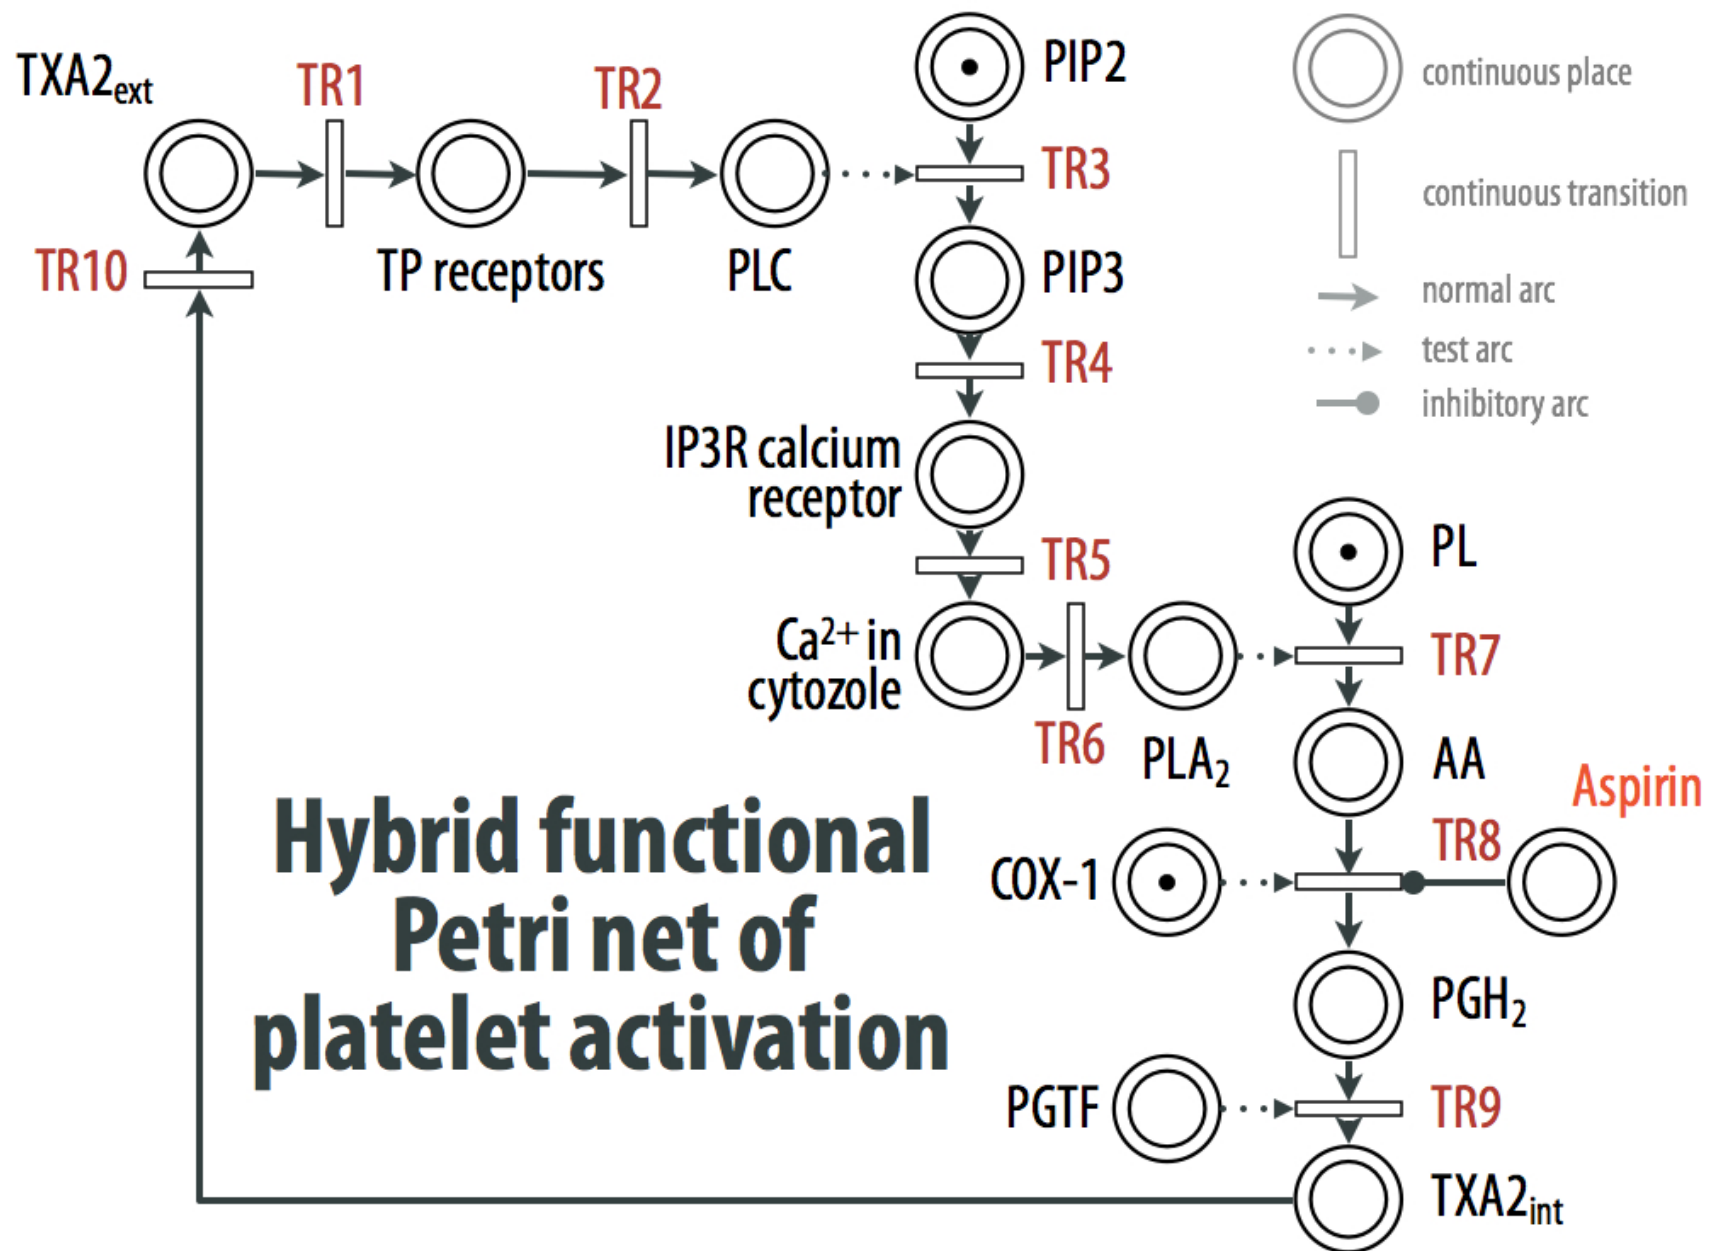 TXA2ext
TR1
TR2
PIP2
continuous place
TR3
continuous transition
TR10
TP receptors
PLC
PIP3
normal arc
test arc
TR4
inhibitory arc
IP3R calcium
receptor
TR5
PL
Ca2+ in
cytozole
TR7
TR6
PLA2
AA
Aspirin
TR8
COX-1
Hybrid functional
Petri net of
platelet activation
PGH2
PGTF
TR9
TXA2int